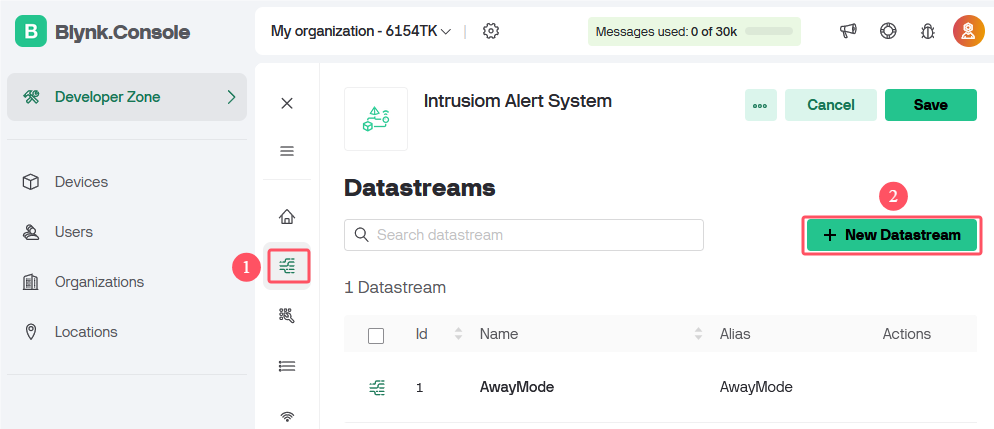 B Blynk.Console
My organization - 6154TK
Messages used: 0 of 30k
Developer Zone
Devices
Users
Organizations
Locations
Intrusiom Alert System
Cancel
Save
Datastreams
2
Search datastream
+ New Datastream
1
1 Datastream
Id Name Alias Actions
1 AwayMode AwayMode